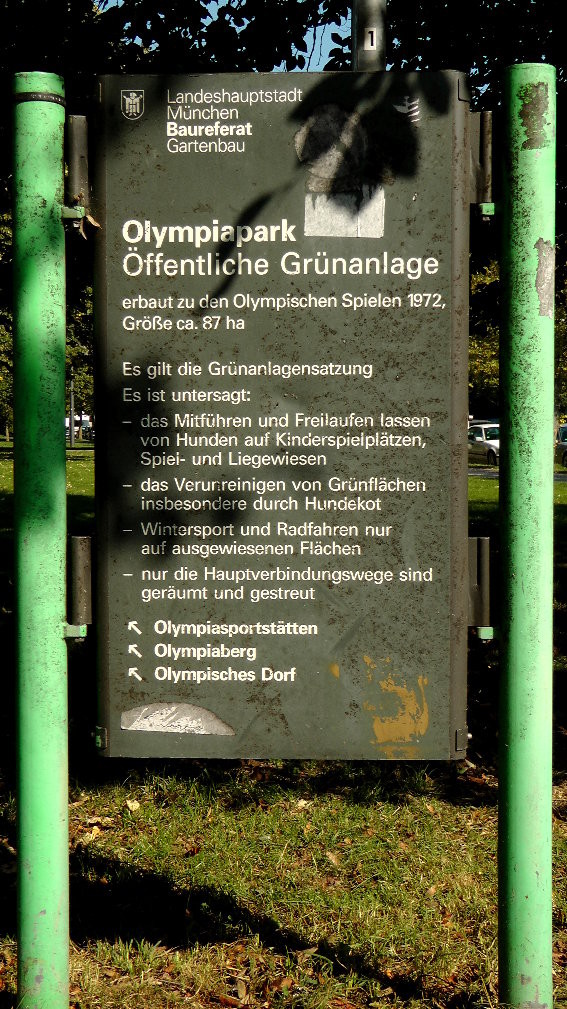 1
Landeshauptstadt
München
Baureferat
Gartenbau
Olympiapark
Öffentliche Grünanlage
erbaut zu den Olympischen Spielen 1972,
Größe ca. 87 ha
Es gilt die Grünanlagensatzung
Es ist untersagt:
– das Mitführen und Freilaufen lassen
von Hunden auf Kinderspielplätzen,
Spiel- und Liegewiesen
– das Verunreinigen von Grünflächen
insbesondere durch Hundekot
– Wintersport und Radfahren nur
auf ausgewiesenen Flächen
– nur die Hauptverbindungswege sind
geräumt und gestreut
↖ Olympiasportstätten
↖ Olympiaberg
↖ Olympisches Dorf